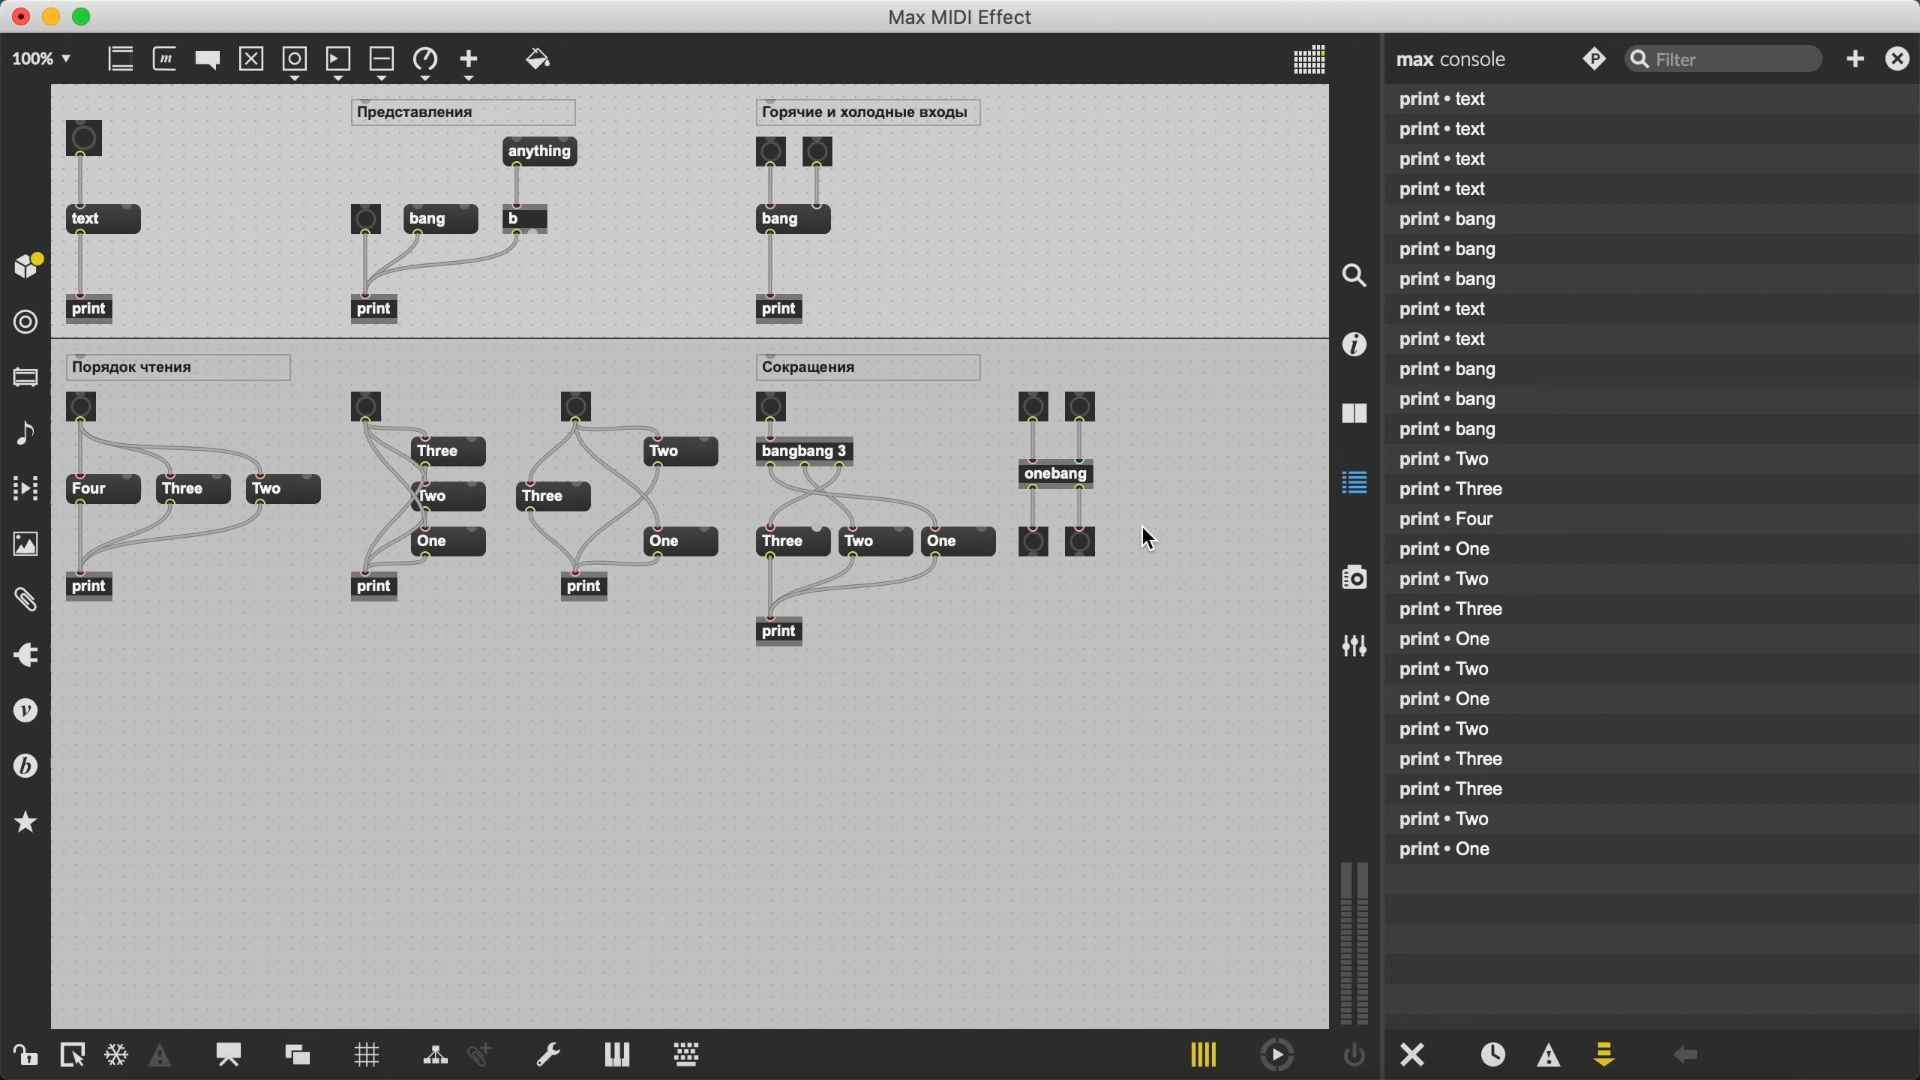 Max MIDI Effect
100%
max console
Filter
Представления
Горячие и холодные входы
anything
text
bang
b
bang
print
print
print
Порядок чтения
Сокращения
Three
Two
bangbang 3
onebang
Four
Three
Two
Two
Three
One
One
Three
Two
One
print
print
print
print
print • text
print • text
print • text
print • text
print • bang
print • bang
print • bang
print • text
print • text
print • bang
print • bang
print • bang
print • Two
print • Three
print • Four
print • One
print • Two
print • Three
print • One
print • Two
print • One
print • Two
print • Three
print • Three
print • Two
print • One